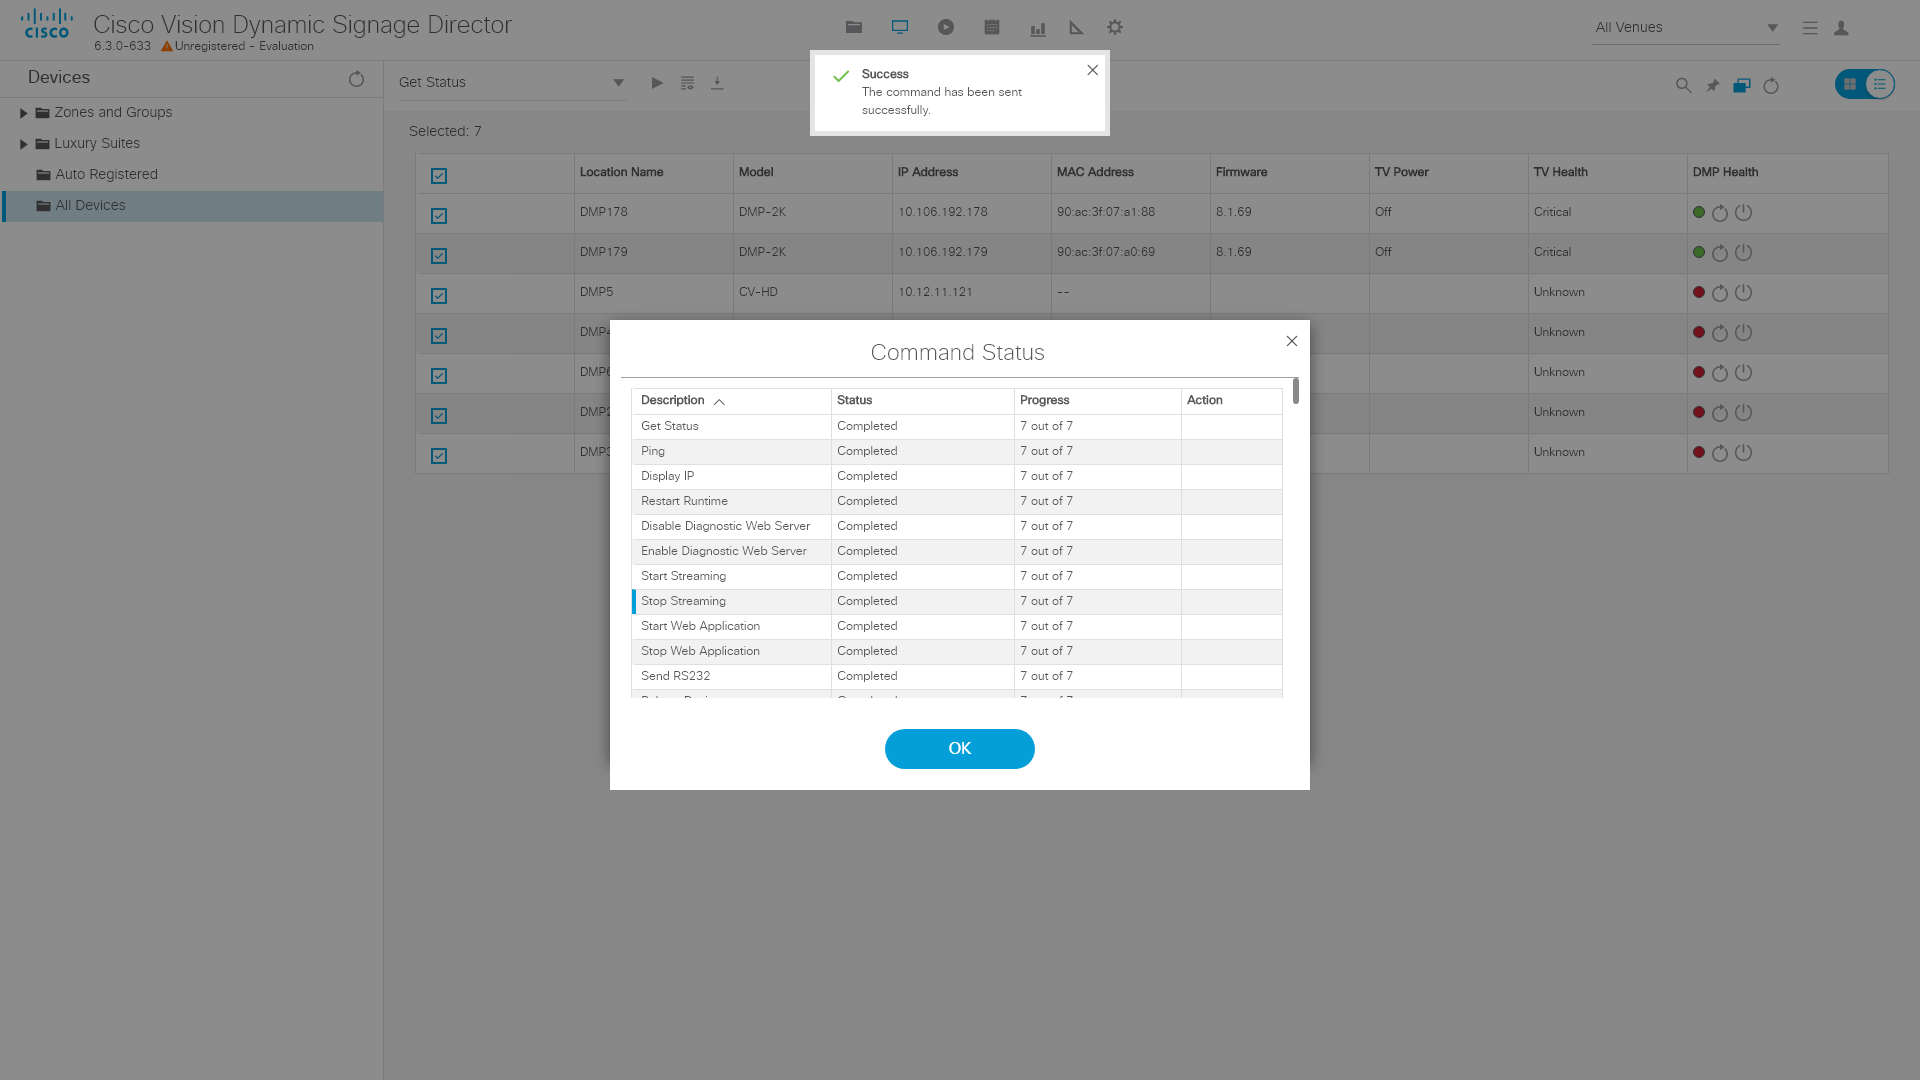 CISCO
Cisco Vision Dynamic Signage Director
6.3.0-633 Unregistered - Evaluation
All Venues
Devices
Zones and Groups
Luxury Suites
Auto Registered
All Devices
Get Status
Success
The command has been sent
successfully.
Selected: 7
Location Name Model IP Address MAC Address Firmware TV Power TV Health DMP Health
DMP178 DMP-2K 10.106.192.178 90:ac:3f:07:a1:88 8.1.69 Off Critical
DMP179 DMP-2K 10.106.192.179 90:ac:3f:07:a0:69 8.1.69 Off Critical
DMP5 CV-HD 10.12.11.121 -- Unknown
Unknown
Unknown
Unknown
Unknown
Command Status
Description Status Progress Action
Get Status Completed 7 out of 7
Ping Completed 7 out of 7
Display IP Completed 7 out of 7
Restart Runtime Completed 7 out of 7
Disable Diagnostic Web Server Completed 7 out of 7
Enable Diagnostic Web Server Completed 7 out of 7
Start Streaming Completed 7 out of 7
Stop Streaming Completed 7 out of 7
Start Web Application Completed 7 out of 7
Stop Web Application Completed 7 out of 7
Send RS232 Completed 7 out of 7
OK